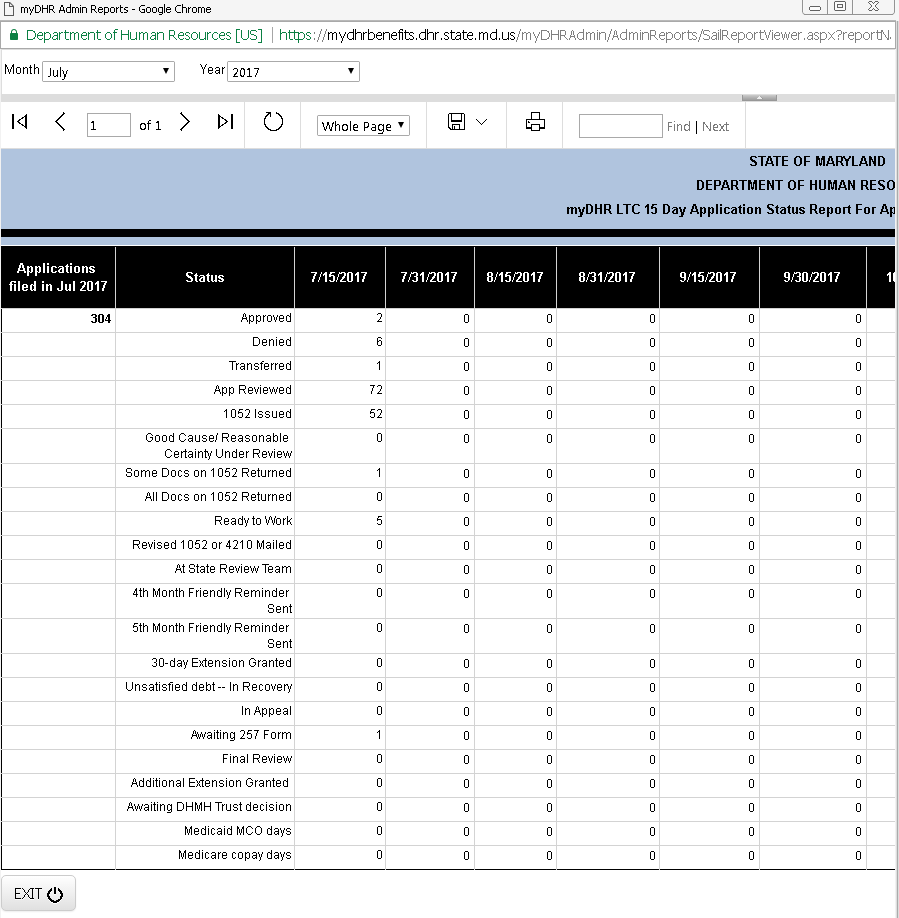 myDHR Admin Reports - Google Chrome
Department of Human Resources [US] | https://mydhrbenefits.dhr.state.md.us/myDHRAdmin/AdminReports/SailReportViewer.aspx?reportN
Month July Year 2017
1 of 1 Whole Page Find | Next
STATE OF MARYLAND
DEPARTMENT OF HUMAN RESO
myDHR LTC 15 Day Application Status Report For Ap
Applications filed in Jul 2017 Status 7/15/2017 7/31/2017 8/15/2017 8/31/2017 9/15/2017 9/30/2017 10
304 Approved 2 0 0 0 0 0
Denied 6 0 0 0 0 0
Transferred 1 0 0 0 0 0
App Reviewed 72 0 0 0 0 0
1052 Issued 52 0 0 0 0 0
Good Cause/ Reasonable Certainty Under Review 0 0 0 0 0 0
Some Docs on 1052 Returned 1 0 0 0 0 0
All Docs on 1052 Returned 0 0 0 0 0 0
Ready to Work 5 0 0 0 0 0
Revised 1052 or 4210 Mailed 0 0 0 0 0 0
At State Review Team 0 0 0 0 0 0
4th Month Friendly Reminder Sent 0 0 0 0 0 0
5th Month Friendly Reminder Sent 0 0 0 0 0 0
30-day Extension Granted 0 0 0 0 0 0
Unsatisfied debt -- In Recovery 0 0 0 0 0 0
In Appeal 0 0 0 0 0 0
Awaiting 257 Form 1 0 0 0 0 0
Final Review 0 0 0 0 0 0
Additional Extension Granted 0 0 0 0 0 0
Awaiting DHMH Trust decision 0 0 0 0 0 0
Medicaid MCO days 0 0 0 0 0 0
Medicare copay days 0 0 0 0 0 0
EXIT